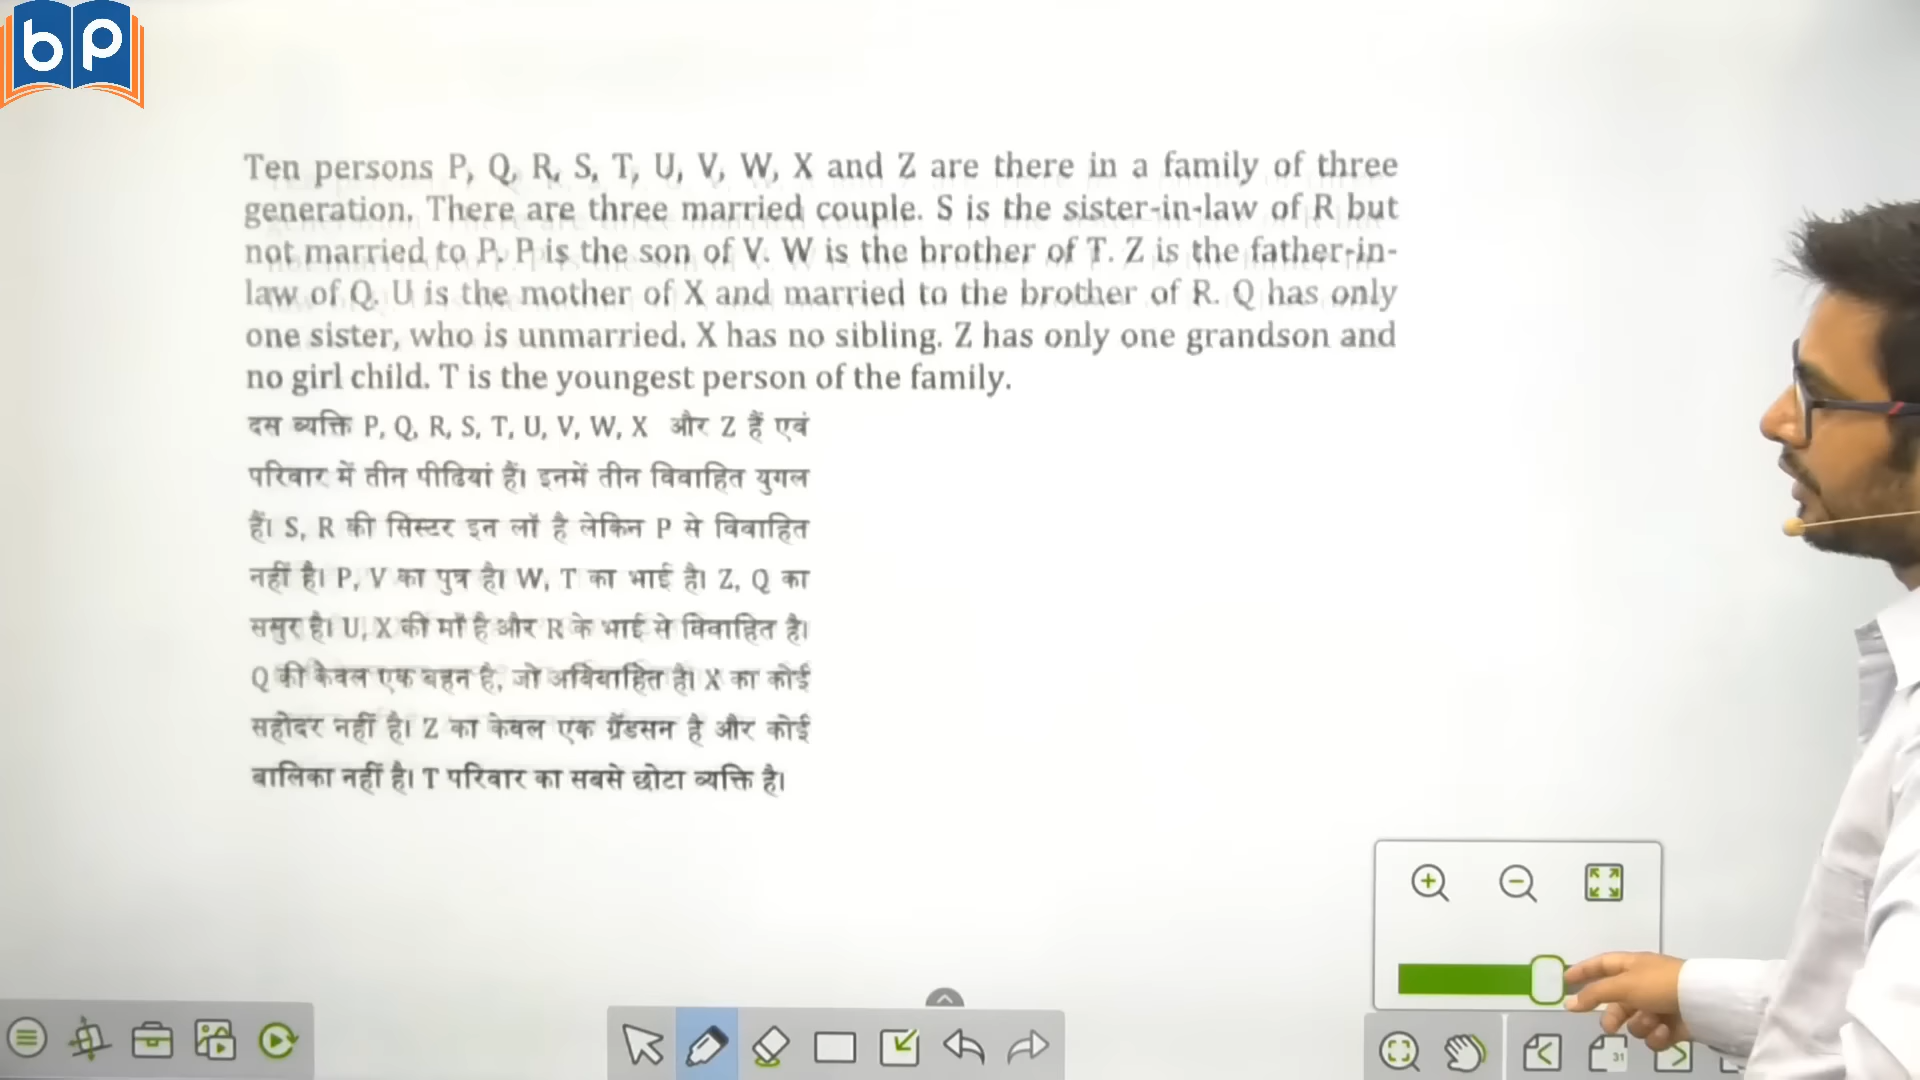 bp
Ten persons P, Q, R, S, T, U, V, W, X and Z are there in a family of three
generation. There are three married couple. S is the sister-in-law of R but
not married to P. P is the son of V. W is the brother of T. Z is the father-in-
law of Q. U is the mother of X and married to the brother of R. Q has only
one sister, who is unmarried. X has no sibling. Z has only one grandson and
no girl child. T is the youngest person of the family.
दस व्यक्ति P, Q, R, S, T, U, V, W, X और Z हैं एवं
परिवार में तीन पीढियां हैं। इनमें तीन विवाहित युगल
हैं। S, R की सिस्टर इन लॉ है लेकिन P से विवाहित
नहीं है। P, V का पुत्र है। W, T का भाई है। Z, Q का
ससुर है। U, X की माँ है और R के भाई से विवाहित है।
Q की केवल एक बहन है, जो अविवाहित है। X का कोई
सहोदर नहीं है। Z का केवल एक ग्रैंडसन है और कोई
बालिका नहीं है। T परिवार का सबसे छोटा व्यक्ति है।
31